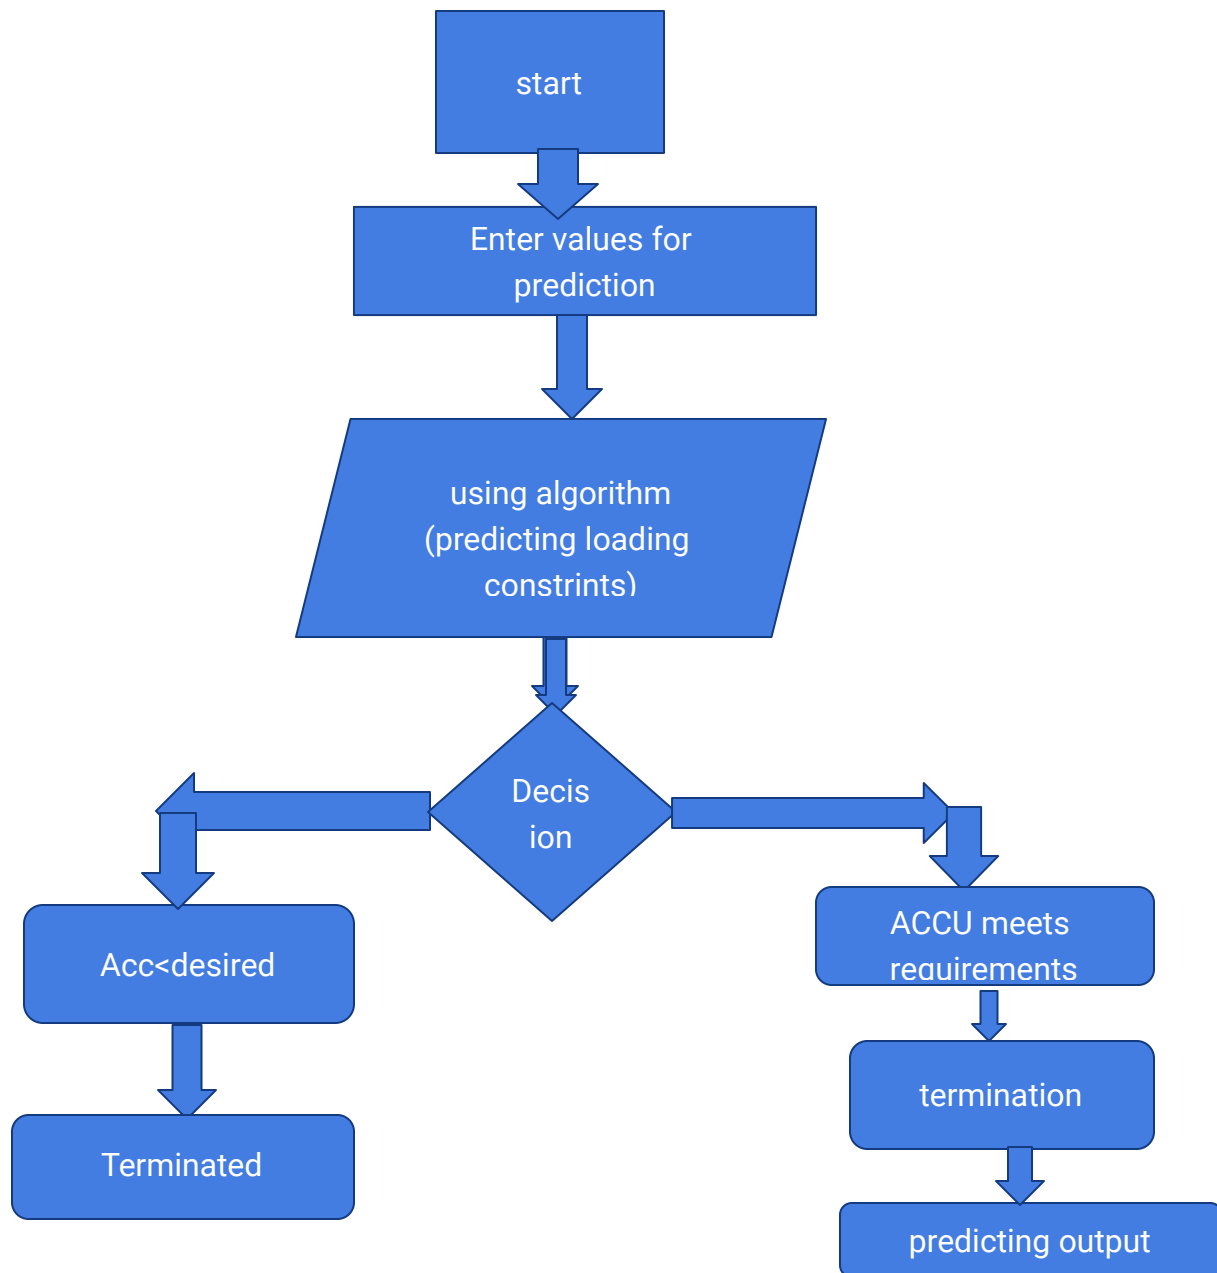 start
Enter values for
prediction
using algorithm
(predicting loading
constrints)
Decis
ion
Acc<desired
Terminated
ACCU meets
requirements
termination
predicting output